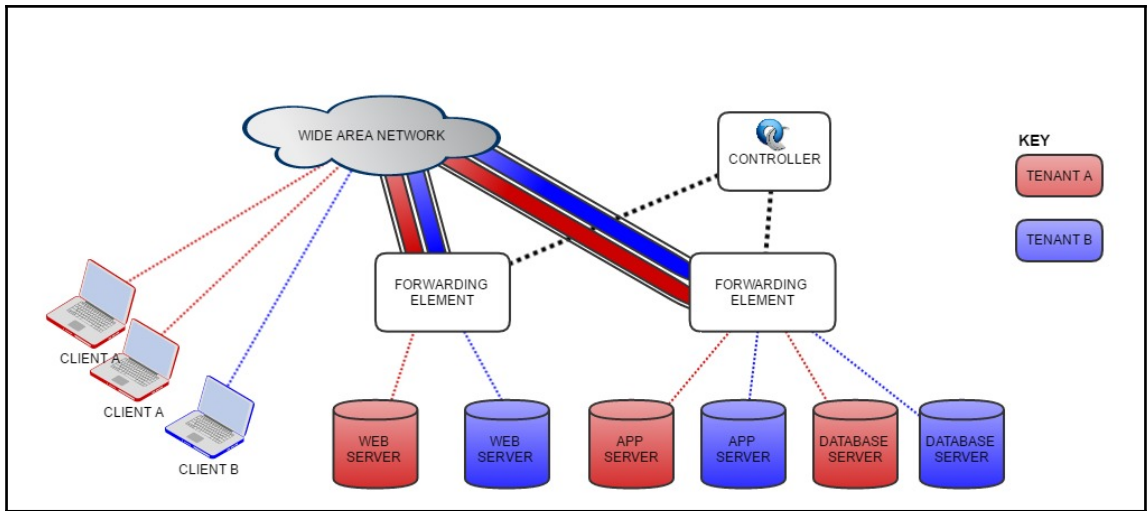 WIDE AREA NETWORK
CONTROLLER
KEY
TENANT A
TENANT B
FORWARDING
ELEMENT
FORWARDING
ELEMENT
CLIENT A
CLIENT A
CLIENT B
WEB
SERVER
WEB
SERVER
APP
SERVER
APP
SERVER
DATABASE
SERVER
DATABASE
SERVER